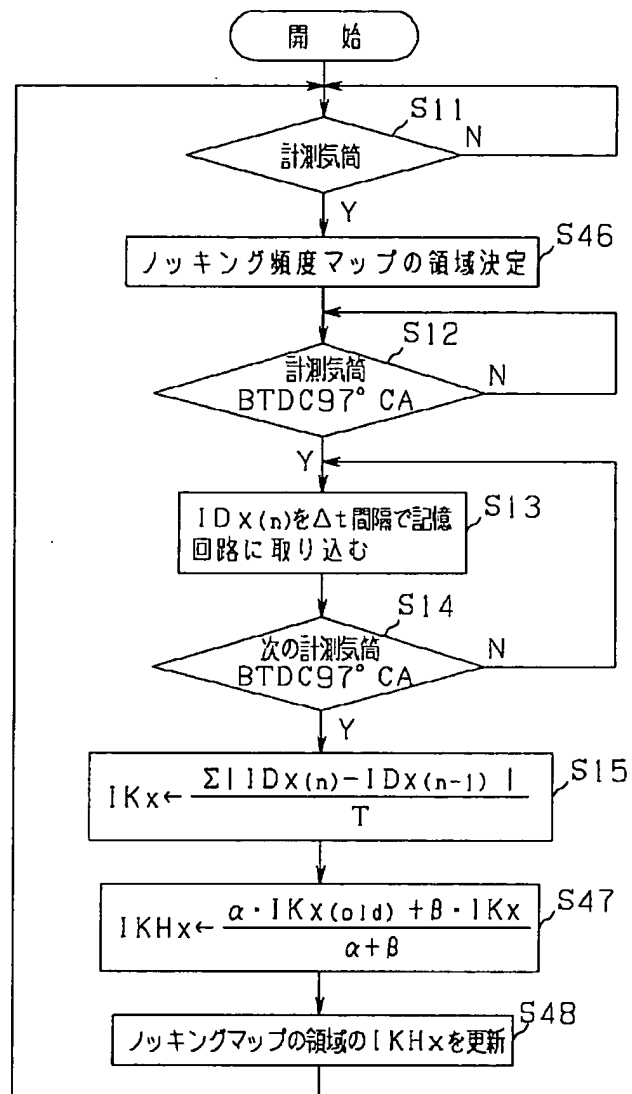 開 始
S11
計測気筒
N
Y
S46
ノッキング頻度マップの領域決定
S12
計測気筒
BTDC97° CA
N
Y
S13
IDx(n)をΔt間隔で記憶
回路に取り込む
S14
次の計測気筒
BTDC97° CA
N
Y
S15
IKx← Σ|IDx(n)-IDx(n-1)| / T
S47
IKHx← α・IKx(old)+β・IKx / α+β
S48
ノッキングマップの領域のIKHxを更新